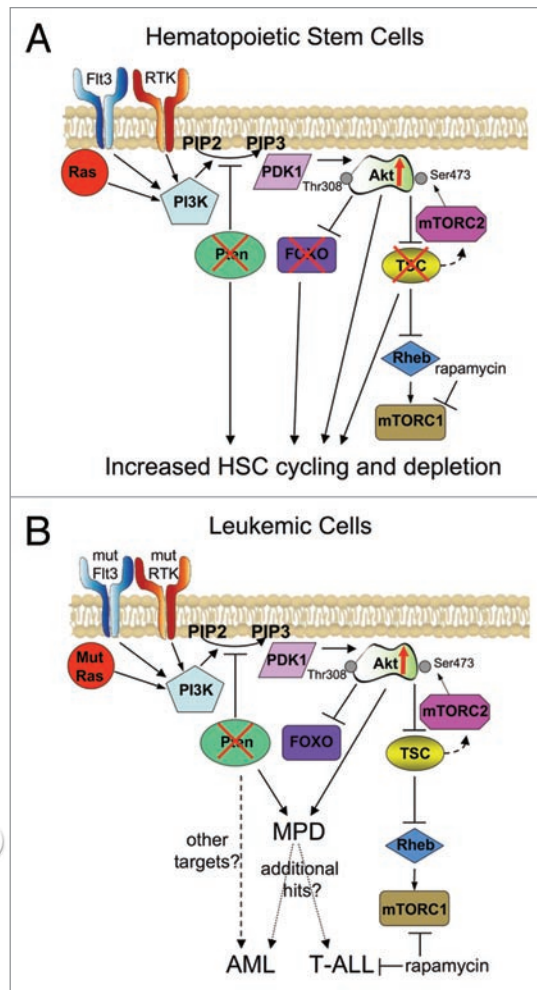 A
Hematopoietic Stem Cells
Flt3
RTK
PIP2
PIP3
Ras
PI3K
PDK1
Thr308
Akt
Ser473
mTORC2
Pten
FOXO
TSC
Rheb
rapamycin
mTORC1
Increased HSC cycling and depletion
B
Leukemic Cells
mut
Flt3
mut
RTK
PIP2
PIP3
Mut
Ras
PI3K
PDK1
Thr308
Akt
Ser473
mTORC2
Pten
FOXO
TSC
MPD
other
targets?
additional
hits?
Rheb
mTORC1
AML
T-ALL
rapamycin